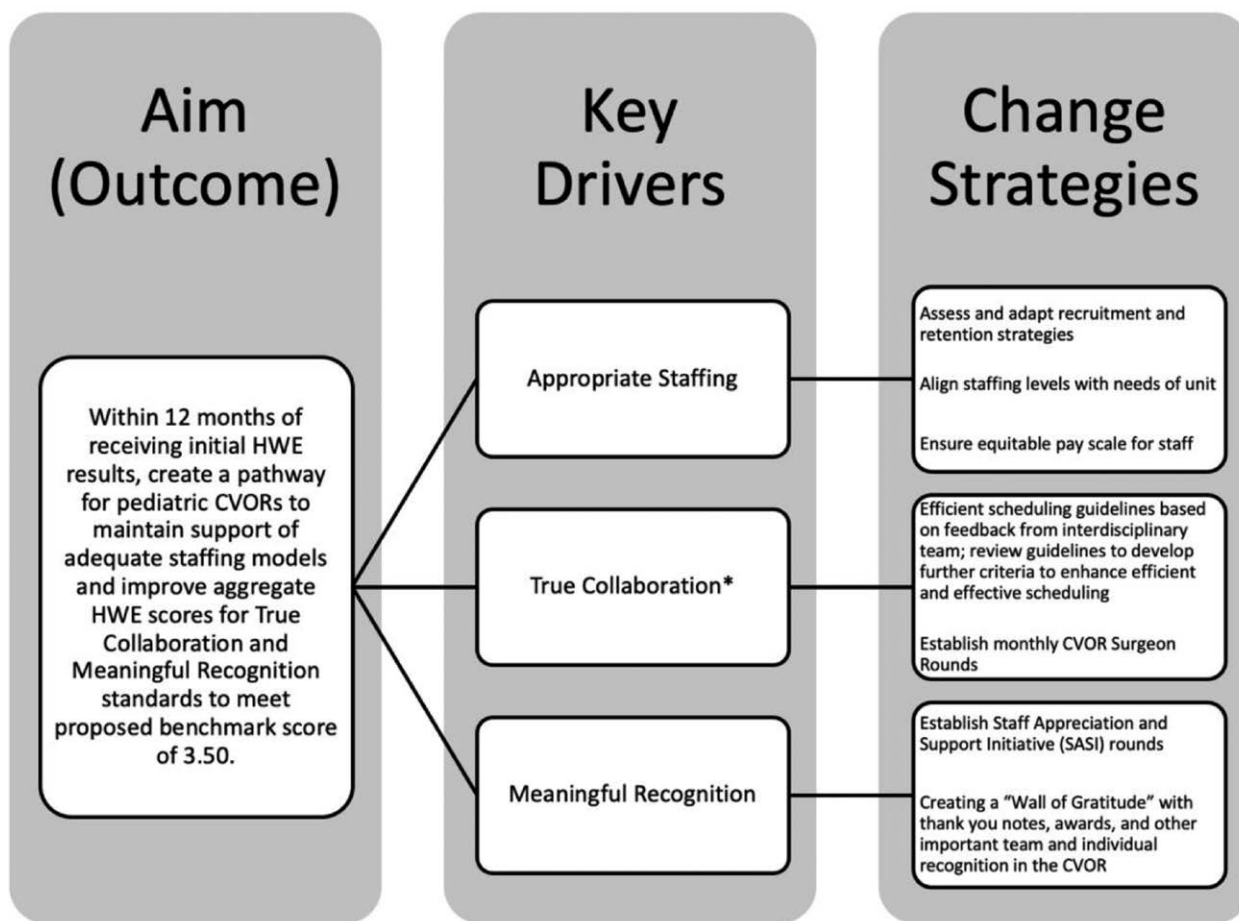 Aim
(Outcome)
Within 12 months of
receiving initial HWE
results, create a pathway
for pediatric CVORs to
maintain support of
adequate staffing models
and improve aggregate
HWE scores for True
Collaboration and
Meaningful Recognition
standards to meet
proposed benchmark score
of 3.50.
Key
Drivers
Appropriate Staffing
True Collaboration*
Meaningful Recognition
Change
Strategies
Assess and adapt recruitment and
retention strategies
Align staffing levels with needs of unit
Ensure equitable pay scale for staff
Efficient scheduling guidelines based
on feedback from interdisciplinary
team; review guidelines to develop
further criteria to enhance efficient
and effective scheduling
Establish monthly CVOR Surgeon
Rounds
Establish Staff Appreciation and
Support Initiative (SASI) rounds
Creating a “Wall of Gratitude” with
thank you notes, awards, and other
important team and individual
recognition in the CVOR